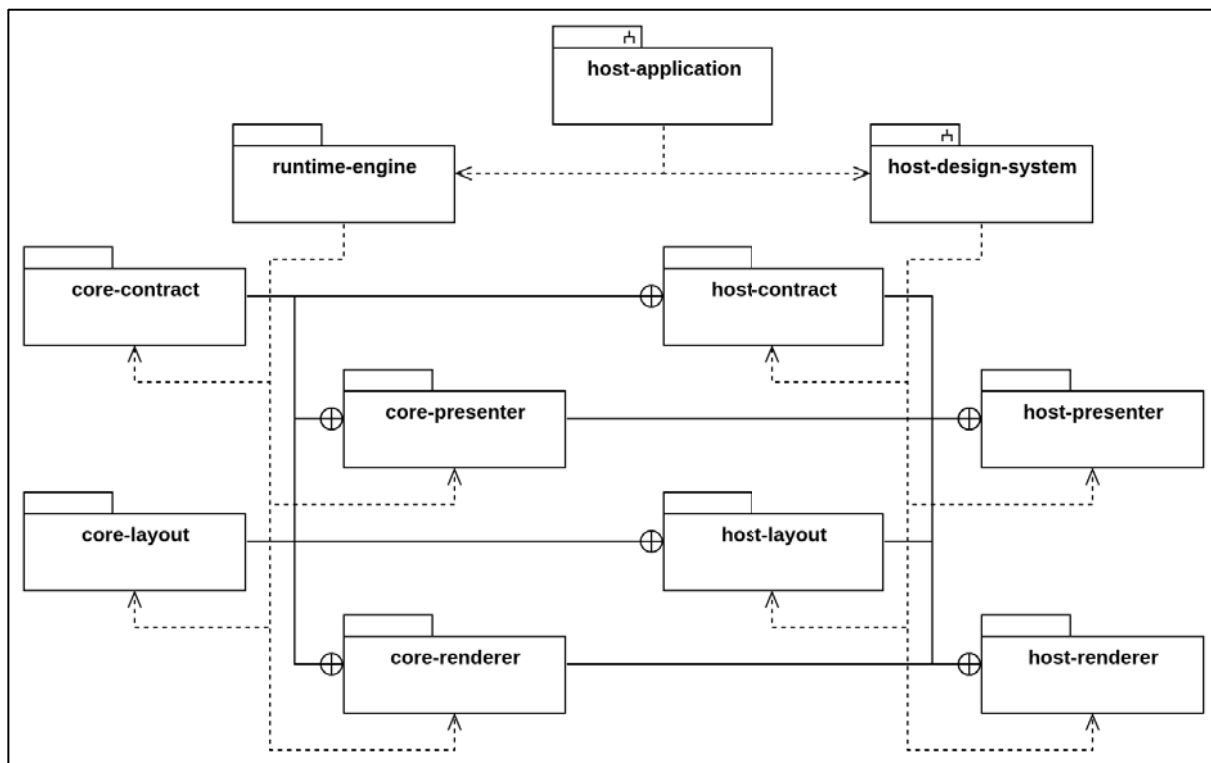 host-application
runtime-engine
host-design-system
core-contract
host-contract
core-presenter
host-presenter
core-layout
host-layout
core-renderer
host-renderer